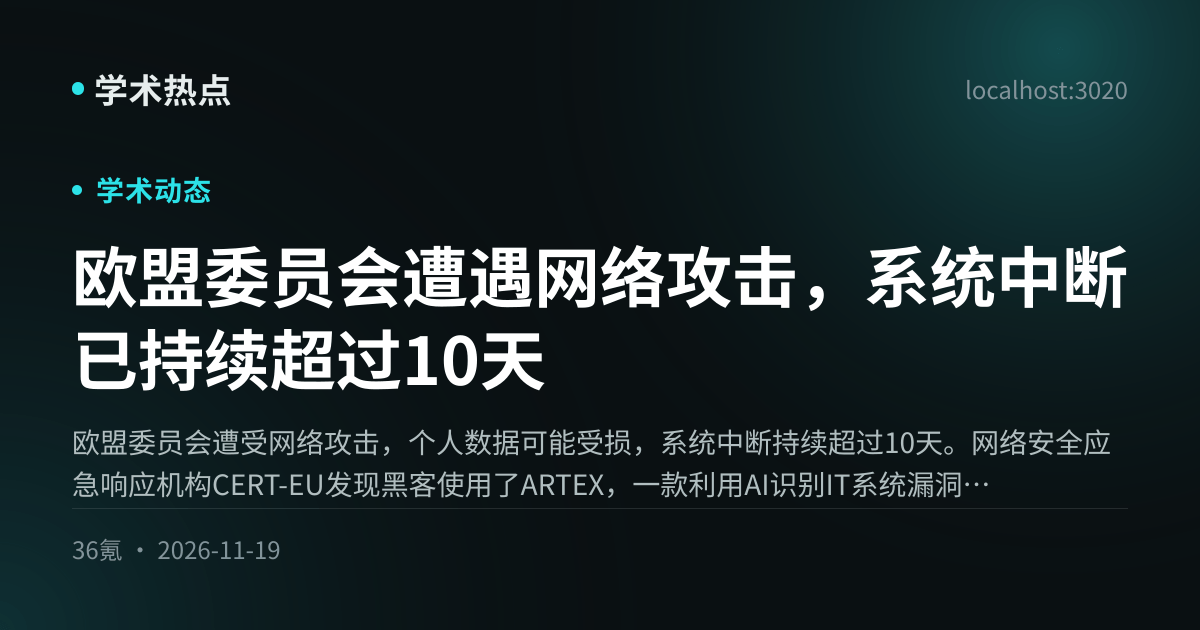 学术热点
localhost:3020
学术动态
欧盟委员会遭遇网络攻击，系统中断
已持续超过10天
欧盟委员会遭受网络攻击，个人数据可能受损，系统中断持续超过10天。网络安全应
急响应机构CERT-EU发现黑客使用了ARTEX，一款利用AI识别IT系统漏洞…
36氪 · 2026-11-19